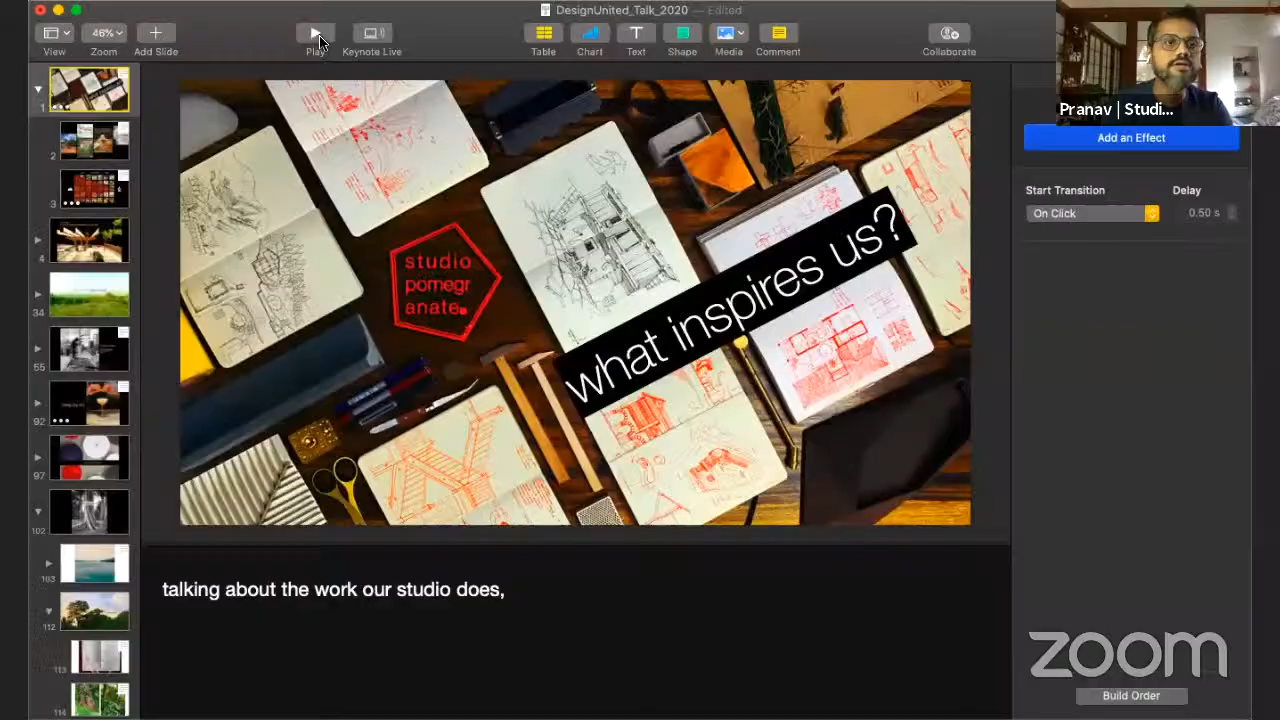 DesignUnited_Talk_2020 — Edited
46%
View
Zoom
Add Slide
Play
Keynote Live
Table
Chart
Text
Shape
Media
Comment
Collaborate
Pranav | Studi...
Add an Effect
Start Transition
Delay
On Click
0.50 s
1
2
3
4
34
55
92
97
102
103
112
113
114
studio
pomegr
anate.
what inspires us?
talking about the work our studio does,
zoom
Build Order